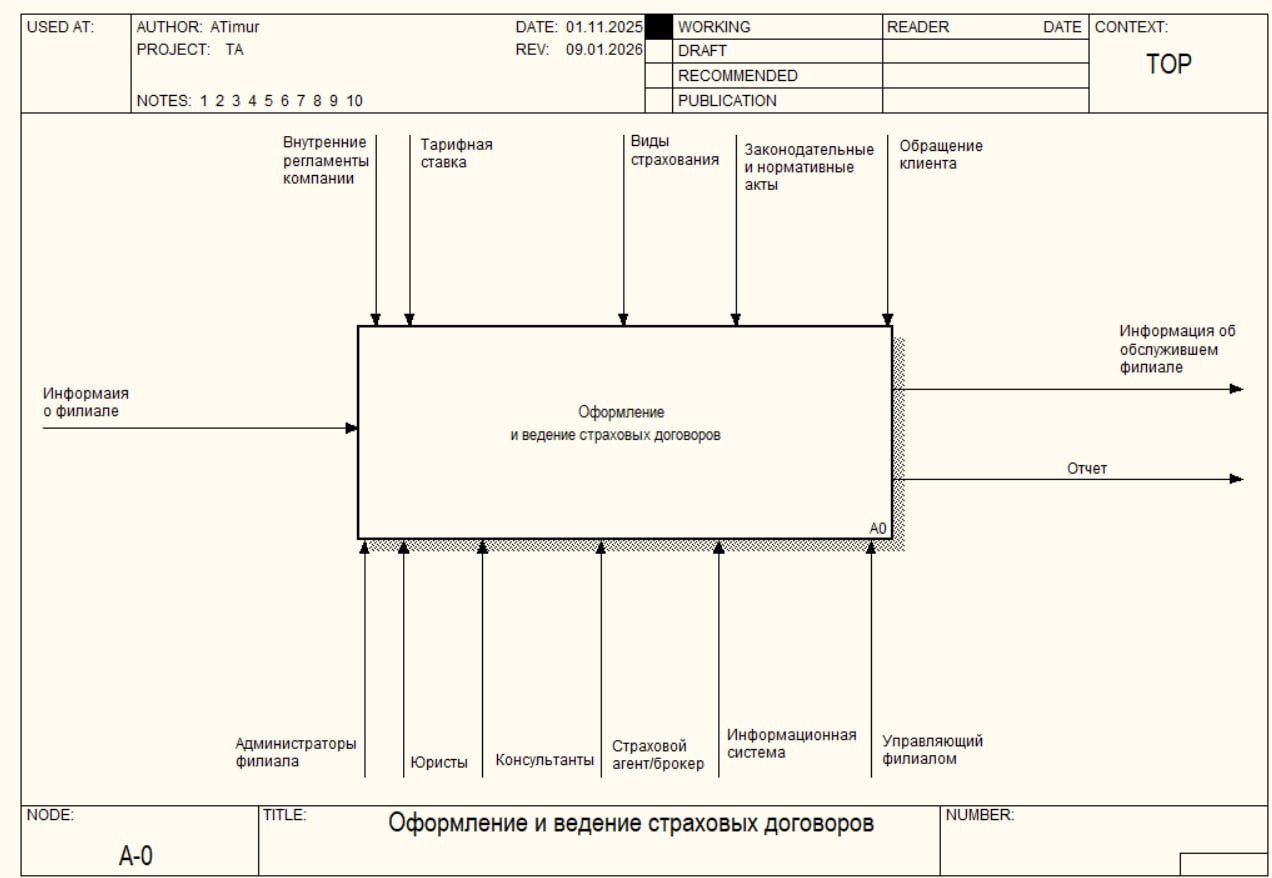 USED AT:
AUTHOR: ATimur
DATE: 01.11.2025
WORKING
READER
DATE
CONTEXT:
PROJECT: TA
REV: 09.01.2026
DRAFT
TOP
RECOMMENDED
NOTES: 1 2 3 4 5 6 7 8 9 10
PUBLICATION
Внутренние
регламенты
компании
Тарифная
ставка
Виды
страхования
Законодательные
и нормативные
акты
Обращение
клиента
Информаия
о филиале
Оформление
и ведение страховых договоров
A0
Информация об
обслужившем
филиале
Отчет
Администраторы
филиала
Юристы
Консультанты
Страховой
агент/брокер
Информационная
система
Управляющий
филиалом
NODE:
A-0
TITLE:
Оформление и ведение страховых договоров
NUMBER: